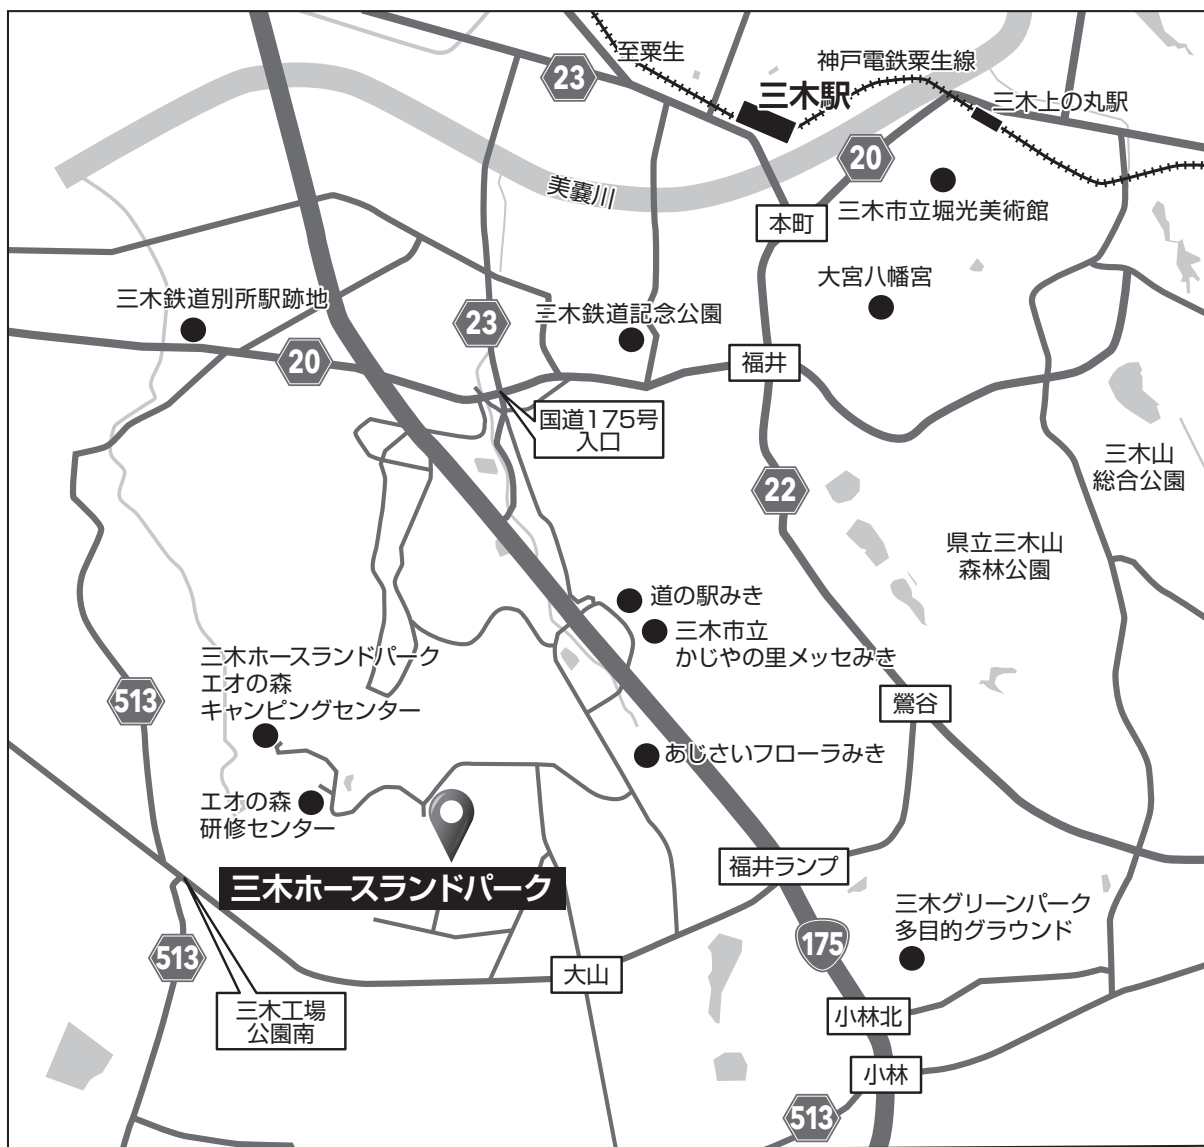 至粟生
神戸電鉄粟生線
23
三木駅
三木上の丸駅
20
美嚢川
三木市立堀光美術館
本町
大宮八幡宮
三木鉄道別所駅跡地
23
三木鉄道記念公園
20
福井
国道175号
入口
三木山
総合公園
22
県立三木山
森林公園
道の駅みき
三木市立
かじやの里メッセみき
三木ホースランドパーク
エオの森
キャンピングセンター
513
鶯谷
あじさいフローラみき
エオの森
研修センター
福井ランプ
三木ホースランドパーク
三木グリーンパーク
多目的グラウンド
175
513
大山
三木工場
公園南
小林北
小林
513